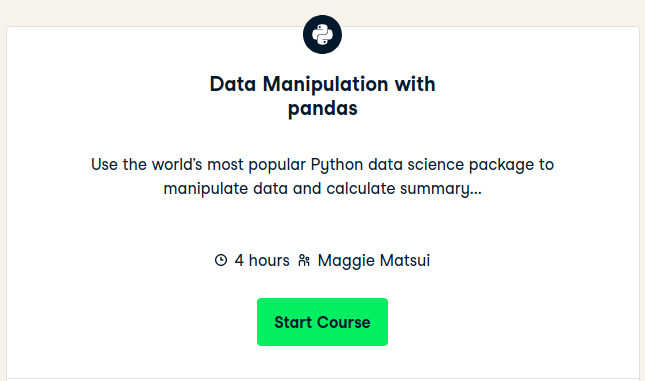 Data Manipulation with
pandas
Use the world's most popular Python data science package to
manipulate data and calculate summary...
4 hours Maggie Matsui
Start Course